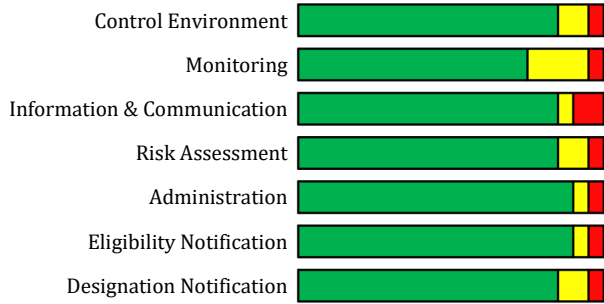 Control Environment
Monitoring
Information & Communication
Risk Assessment
Administration
Eligibility Notification
Designation Notification